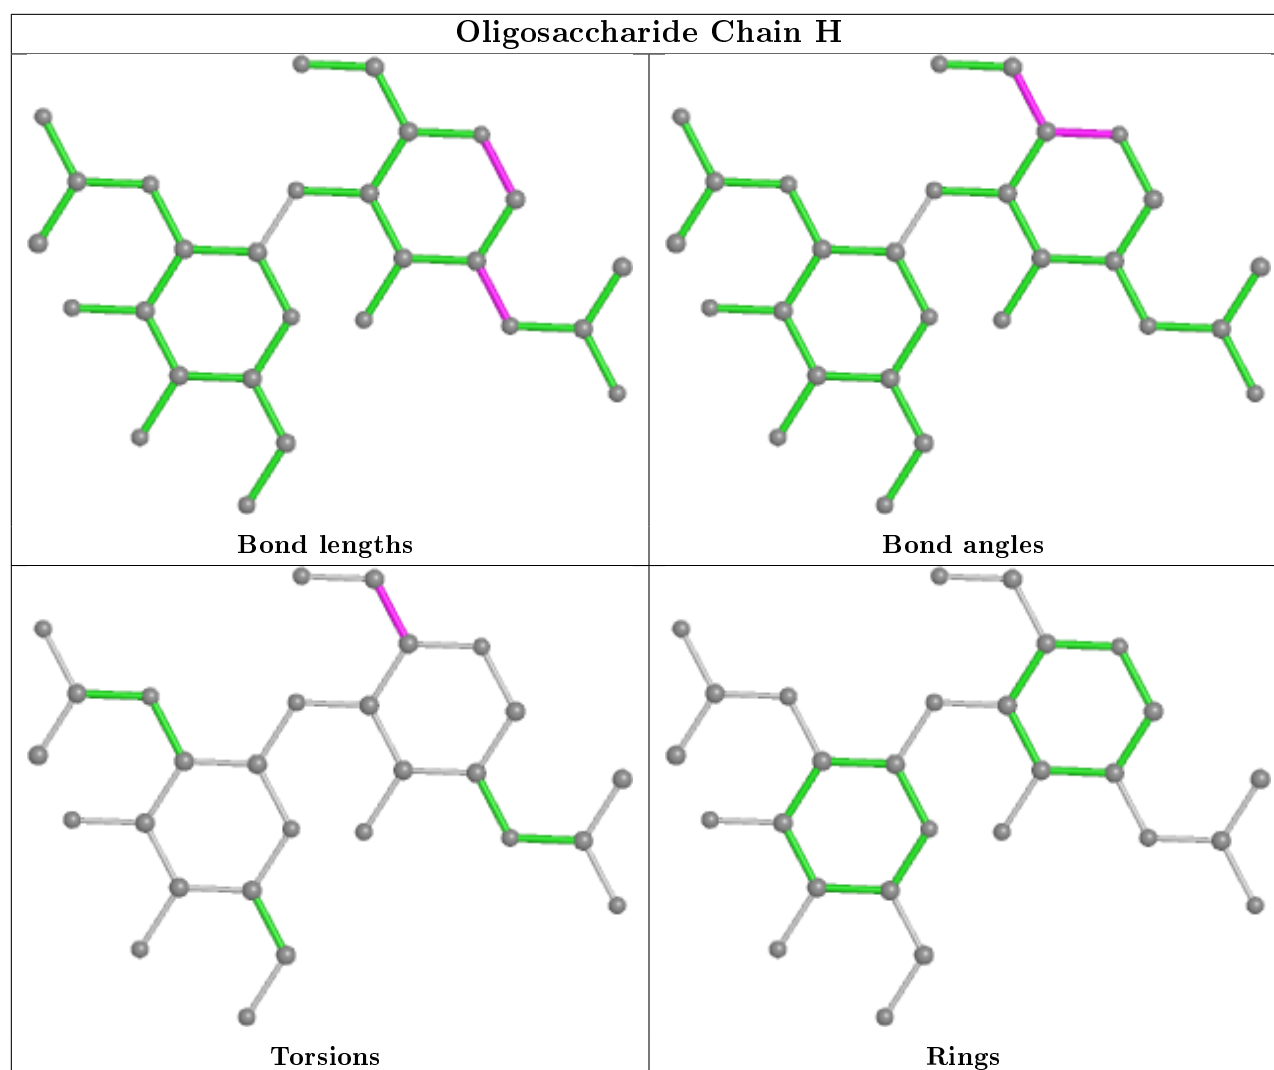 Oligosaccharide Chain H
Bond lengths
Bond angles
Torsions
Rings